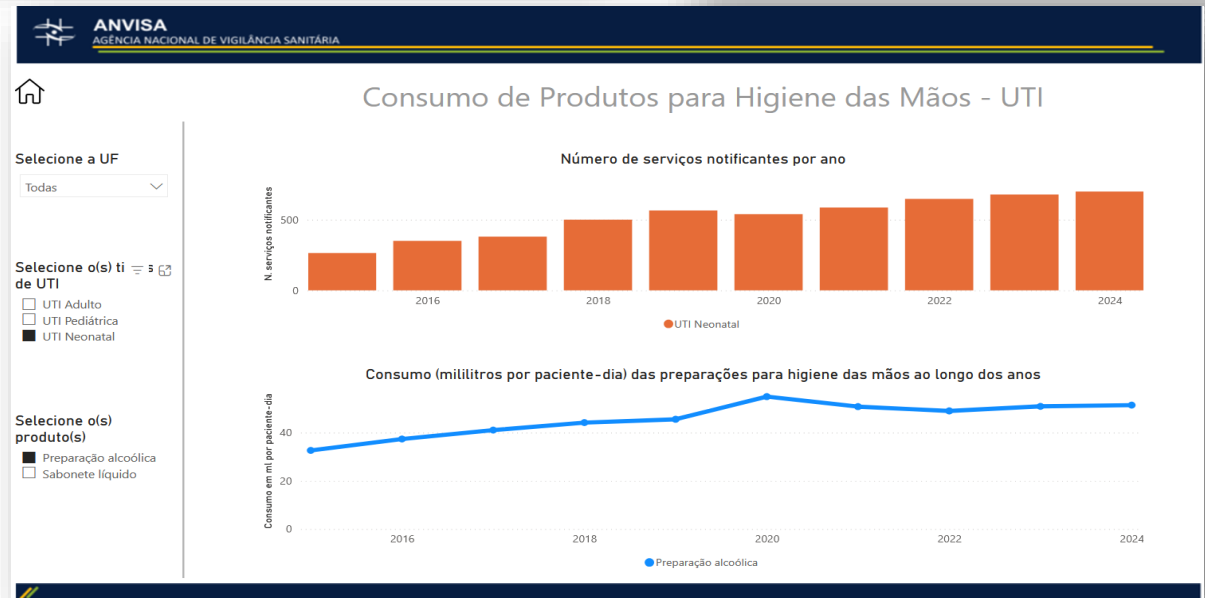 ANVISA
AGÊNCIA NACIONAL DE VIGILÂNCIA SANITÁRIA
Consumo de Produtos para Higiene das Mãos - UTI
Selecione a UF
Todas
Selecione o(s) ti s
de UTI
UTI Adulto
UTI Pediátrica
UTI Neonatal
Selecione o(s)
produto(s)
Preparação alcoólica
Sabonete líquido
Número de serviços notificantes por ano
N. serviços notificantes
500
0
2016 2018 2020 2022 2024
UTI Neonatal
Consumo (mililitros por paciente-dia) das preparações para higiene das mãos ao longo dos anos
Consumo em ml por paciente-dia
40
20
0
2016 2018 2020 2022 2024
Preparação alcoólica